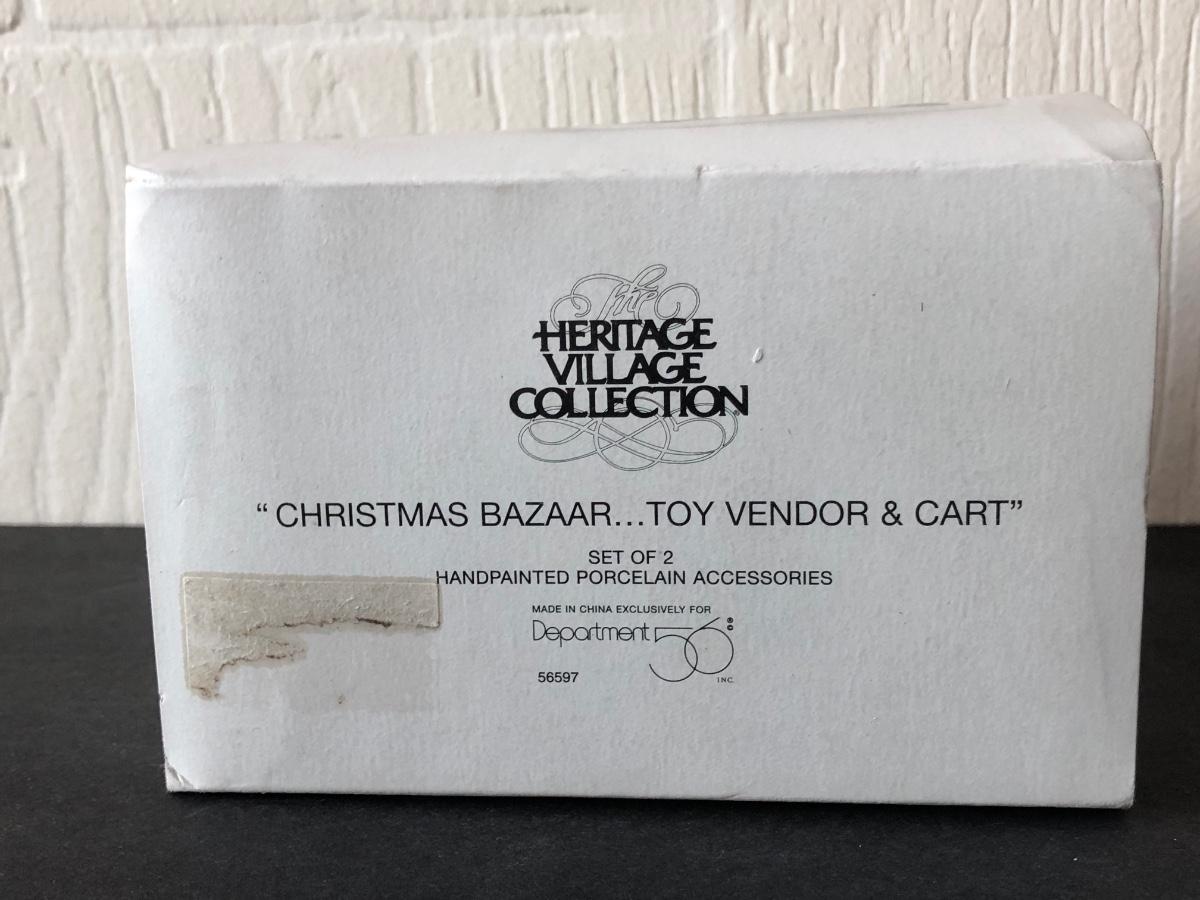 The
HERITAGE
VILLAGE
COLLECTION®
“CHRISTMAS BAZAAR...TOY VENDOR & CART”
SET OF 2
HANDPAINTED PORCELAIN ACCESSORIES
MADE IN CHINA EXCLUSIVELY FOR
Department 56 ®©
INC.
56597